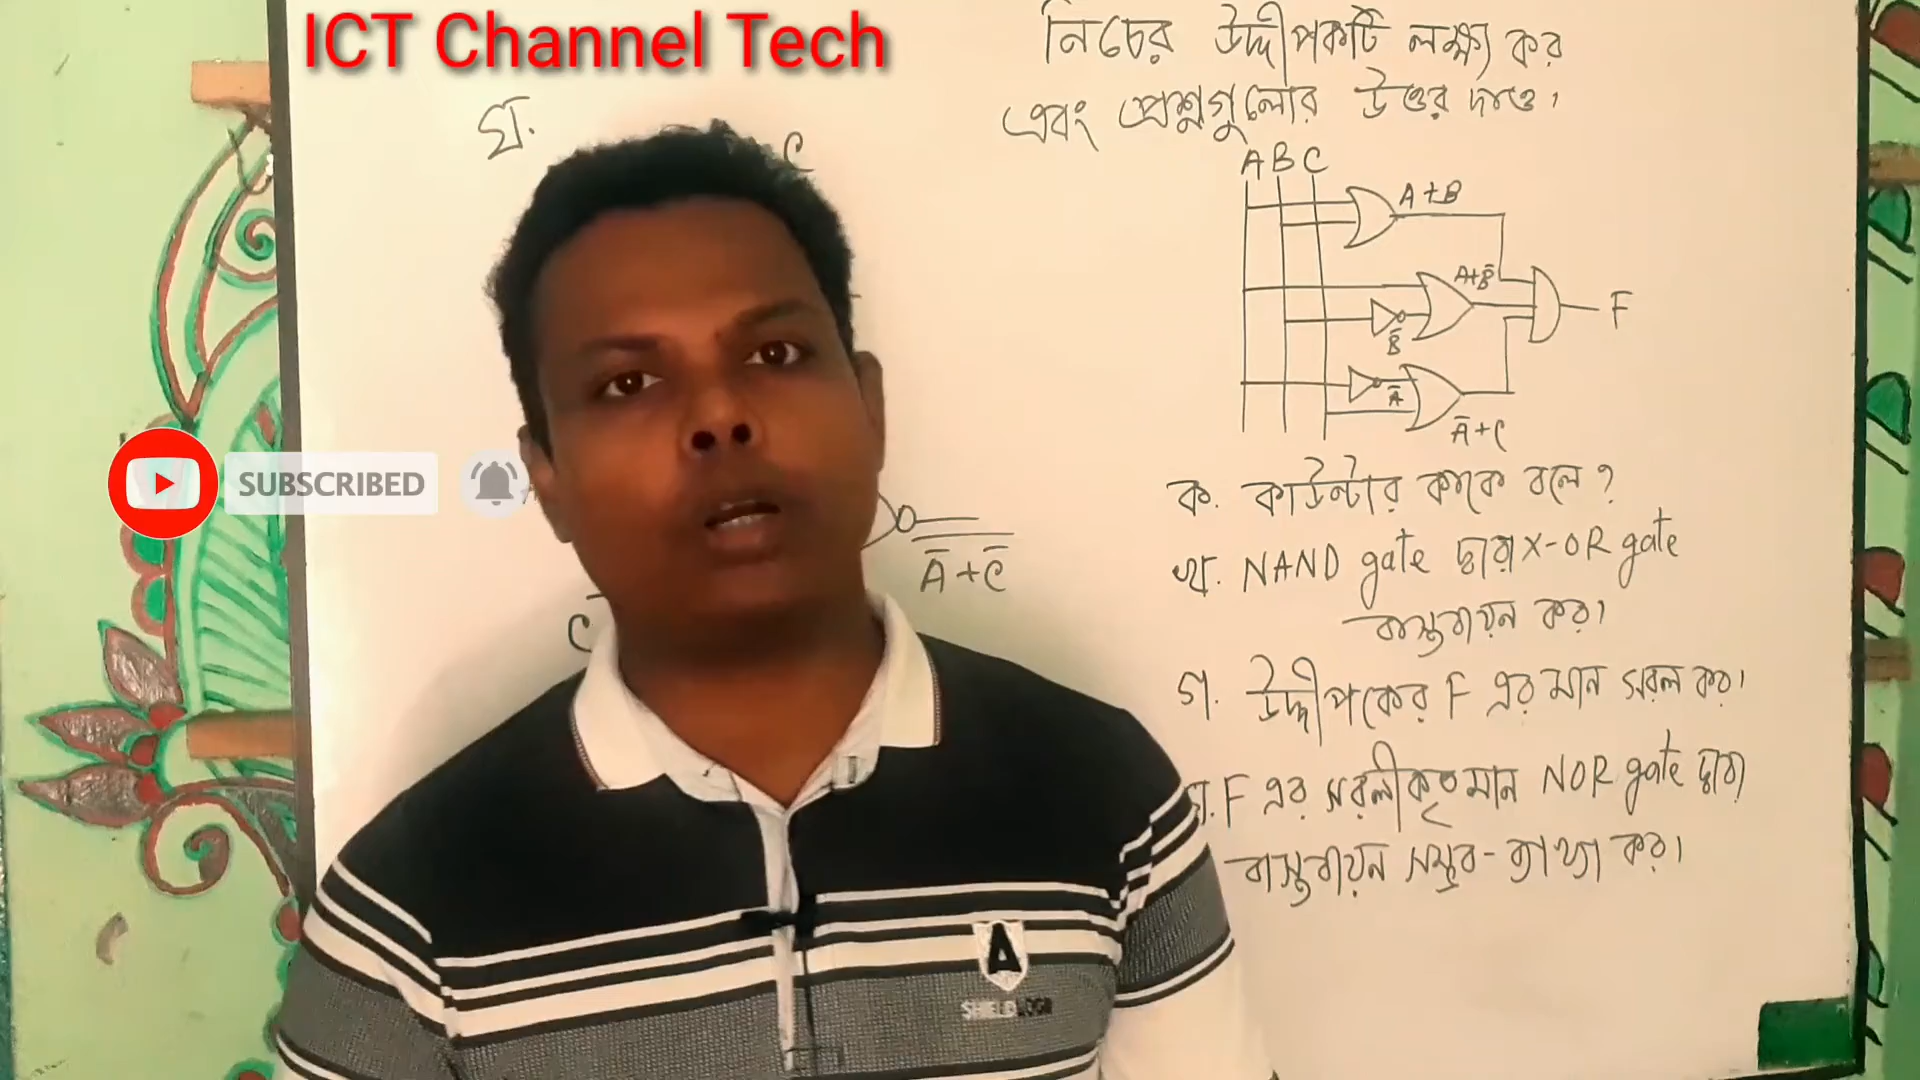 ICT Channel Tech
নিচের উদ্দীপকটি লক্ষ্য কর
এবং প্রশ্নগুলোর উত্তর দাও।
ঘ.
C
A B C
A+B
A+B̅
B̅
F
A̅
A̅+C
SUBSCRIBED
A̅+C̅
C
ক. কাউন্টার কাকে বলে?
খ. NAND gate দ্বারা X-OR gate
বাস্তবায়ন কর।
গ. উদ্দীপকের F এর মান সরল কর।
ঘ. F এর সরলীকৃত মান NOR gate দ্বারা
বাস্তবায়ন সম্ভব- ব্যাখ্যা কর।
A